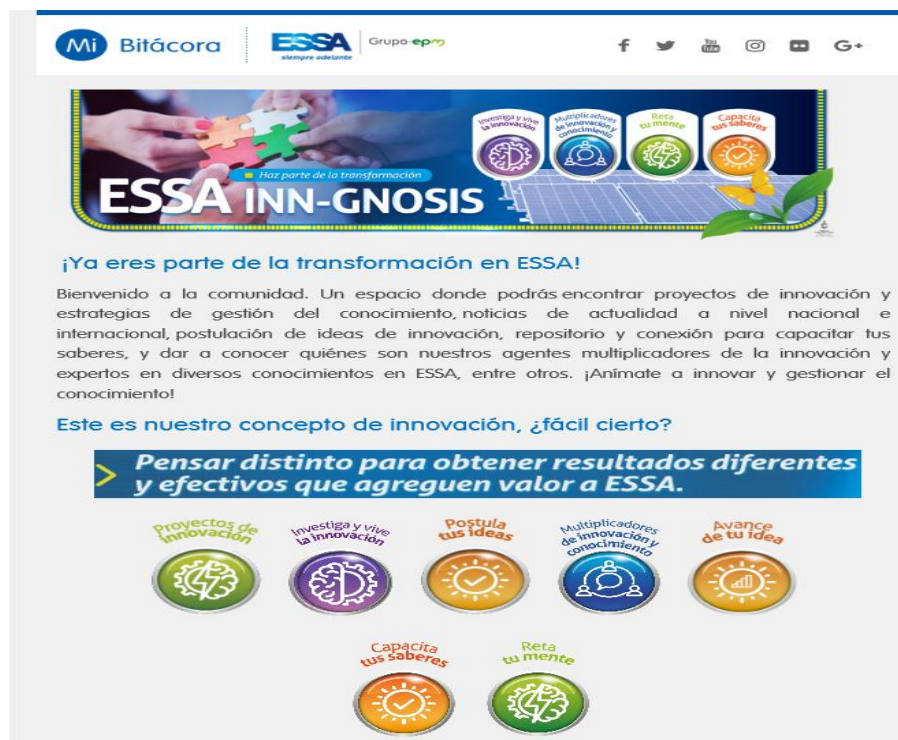 Mi Bitácora
ESSA
siempre adelante
Grupo·epm
f You Tube G+
Investiga y vive
la innovación
Multiplicadores
de innovación y
conocimiento
Reta
tu mente
Capacita
tus saberes
Haz parte de la transformación
ESSA INN-GNOSIS
¡Ya eres parte de la transformación en ESSA!
Bienvenido a la comunidad. Un espacio donde podrás encontrar proyectos de innovación y
estrategias de gestión del conocimiento, noticias de actualidad a nivel nacional e
internacional, postulación de ideas de innovación, repositorio y conexión para capacitar tus
saberes, y dar a conocer quiénes son nuestros agentes multiplicadores de la innovación y
expertos en diversos conocimientos en ESSA, entre otros. ¡Anímate a innovar y gestionar el
conocimiento!
Este es nuestro concepto de innovación, ¿fácil cierto?
> Pensar distinto para obtener resultados diferentes
y efectivos que agreguen valor a ESSA.
Proyectos de
innovación
Investiga y vive
la innovación
Postula
tus ideas
Multiplicadores
de innovación y
conocimiento
Avance
de tu idea
Capacita
tus saberes
Reta
tu mente